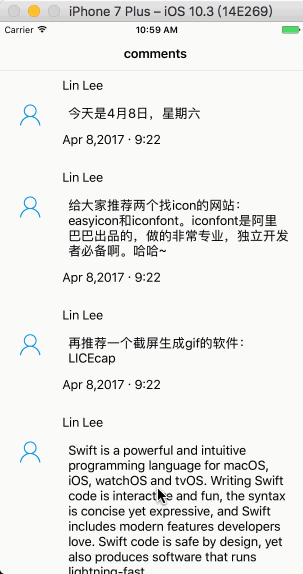 iPhone 7 Plus – iOS 10.3 (14E269)
Carrier 10:59 AM
comments
Lin Lee
今天是4月8日，星期六
Apr 8,2017 · 9:22
Lin Lee
给大家推荐两个找icon的网站：
easyicon和iconfont。iconfont是阿里
巴巴出品的，做的非常专业，独立开发
者必备啊。哈哈~
Apr 8,2017 · 9:22
Lin Lee
再推荐一个截屏生成gif的软件：
LICEcap
Apr 8,2017 · 9:22
Lin Lee
Swift is a powerful and intuitive
programming language for macOS,
iOS, watchOS and tvOS. Writing Swift
code is interactive and fun, the syntax
is concise yet expressive, and Swift
includes modern features developers
love. Swift code is safe by design, yet
also produces software that runs
lightning-fast